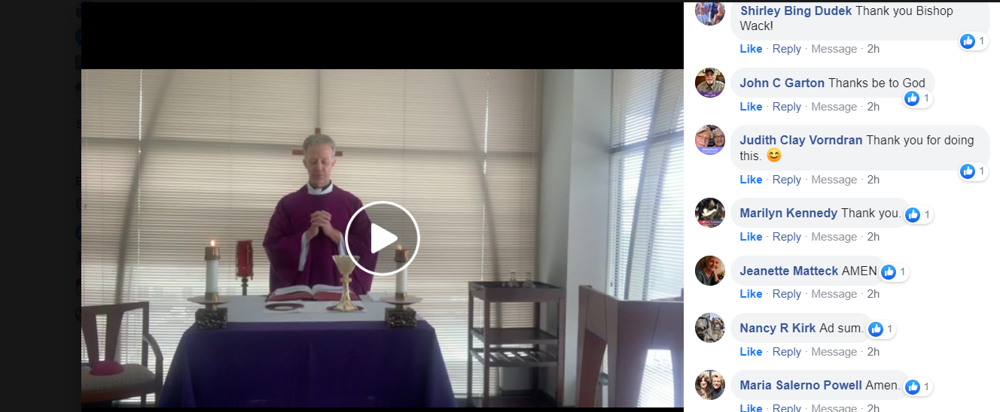 Shirley Bing Dudek Thank you Bishop
Wack!
1
Like · Reply · Message · 2h
John C Garton Thanks be to God
1
Like · Reply · Message · 2h
Judith Clay Vorndran Thank you for doing
this. 😊
1
Like · Reply · Message · 2h
Marilyn Kennedy Thank you.
1
Like · Reply · Message · 2h
Jeanette Matteck AMEN
1
Like · Reply · Message · 2h
Nancy R Kirk Ad sum.
1
Like · Reply · Message · 2h
Maria Salerno Powell Amen.
1
Like · Reply · Message · 2h